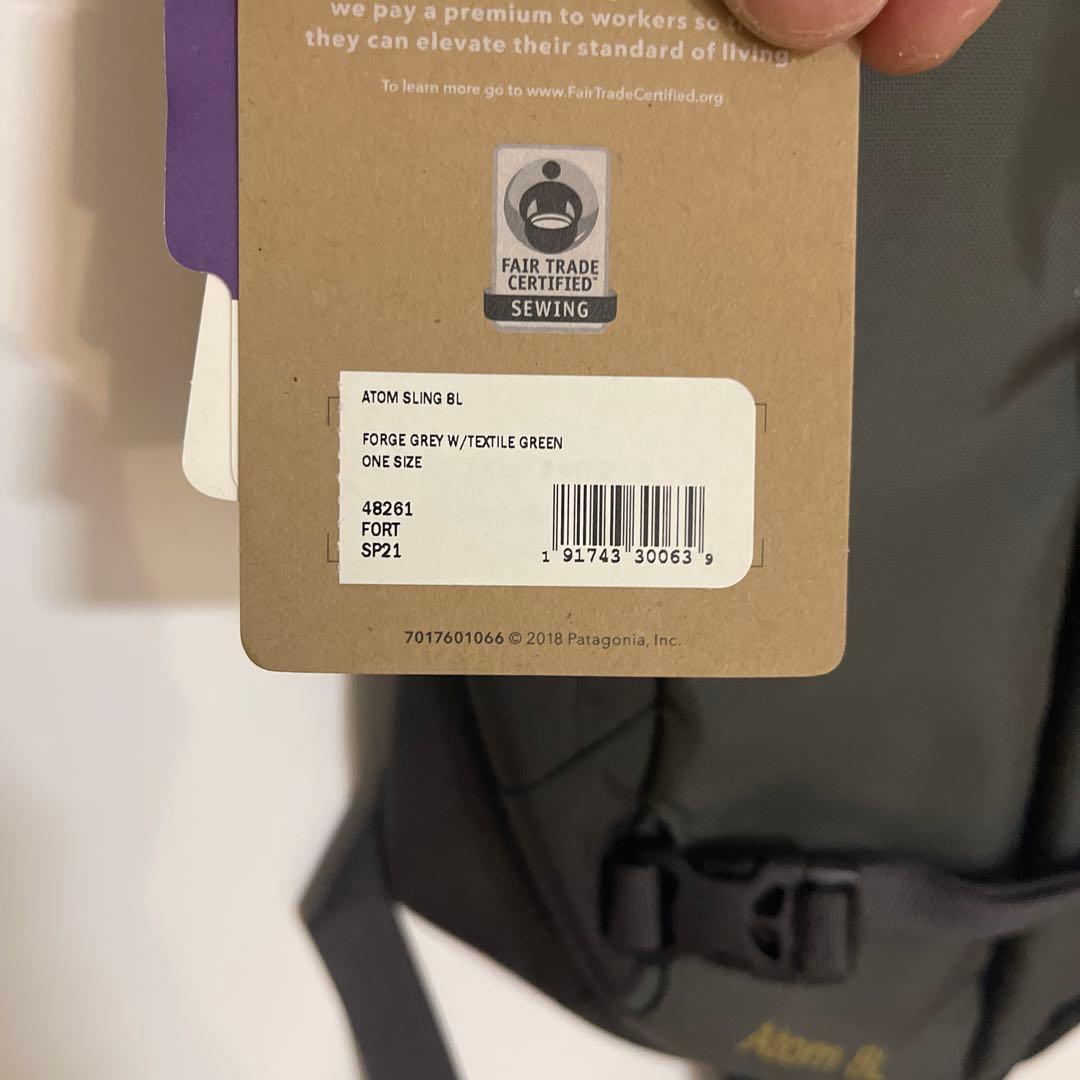 we pay a premium to workers so
they can elevate their standard of living.
To learn more go to www.FairTradeCertified.org
FAIR TRADE
CERTIFIED™
SEWING
ATOM SLING 8L
FORGE GREY W/TEXTILE GREEN
ONE SIZE
48261
FORT
SP21
1 91743 30063 9
7017601066 © 2018 Patagonia, Inc.
Atom 8L